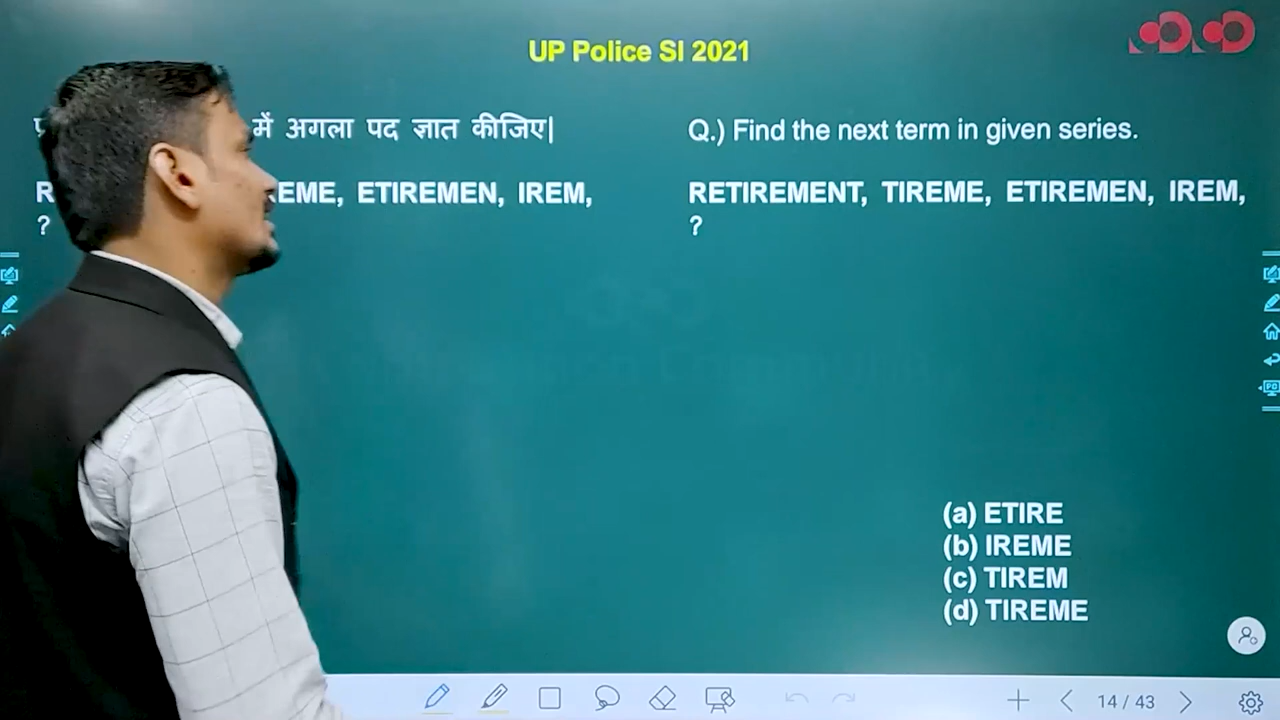 UP Police SI 2021
में अगला पद ज्ञात कीजिए|
R EME, ETIREMEN, IREM,
?
Q.) Find the next term in given series.
RETIREMENT, TIREME, ETIREMEN, IREM,
?
(a) ETIRE
(b) IREME
(c) TIREM
(d) TIREME
14 / 43